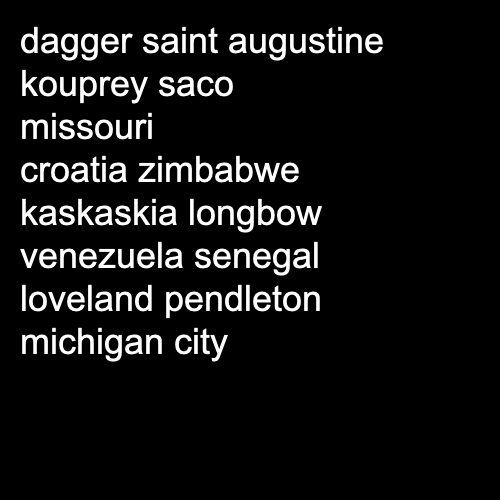 dagger saint augustine
kouprey saco
missouri
croatia zimbabwe
kaskaskia longbow
venezuela senegal
loveland pendleton
michigan city